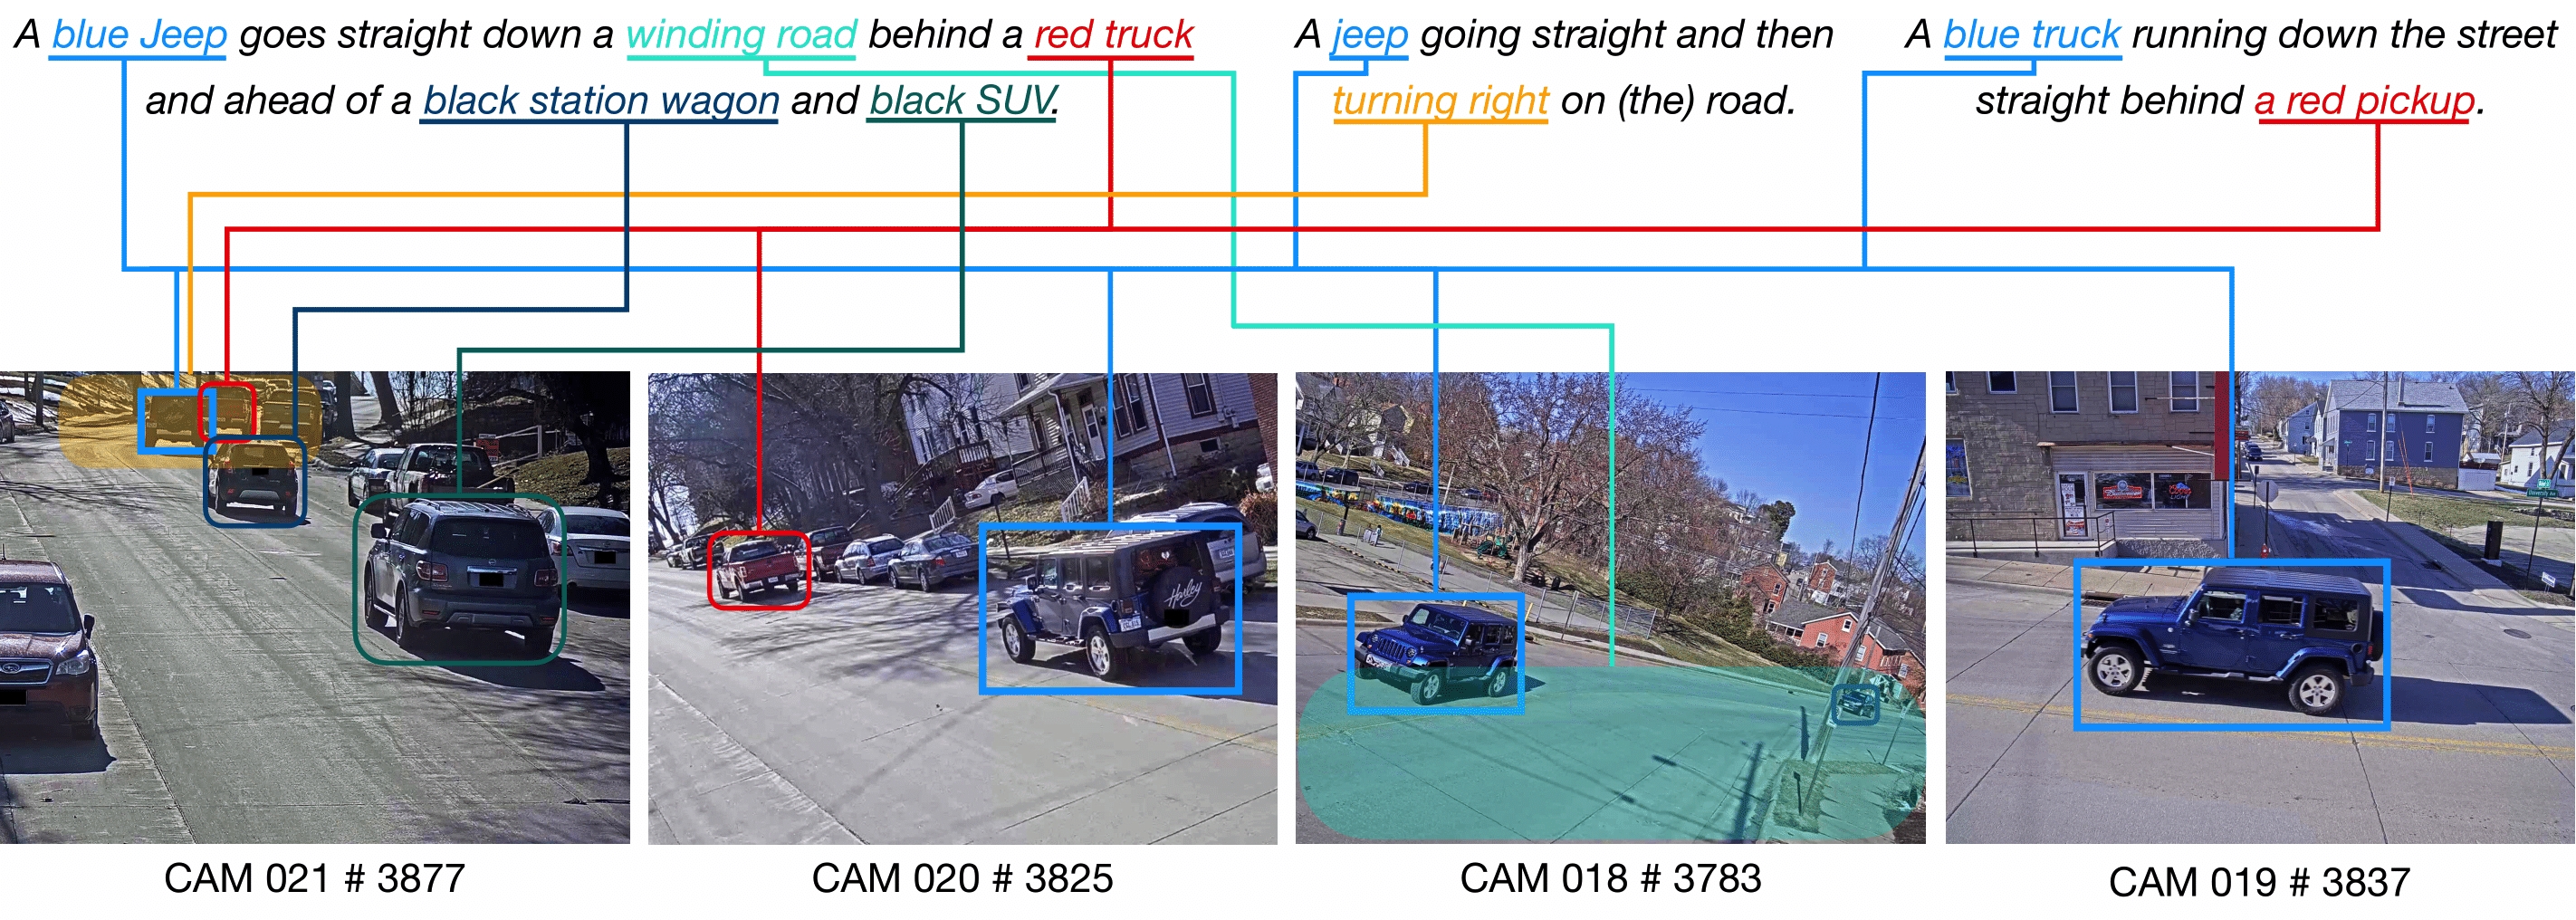 A blue Jeep goes straight down a winding road behind a red truck
and ahead of a black station wagon and black SUV.
A jeep going straight and then
turning right on (the) road.
A blue truck running down the street
straight behind a red pickup.
Harley
CAM 021 # 3877
CAM 020 # 3825
CAM 018 # 3783
CAM 019 # 3837